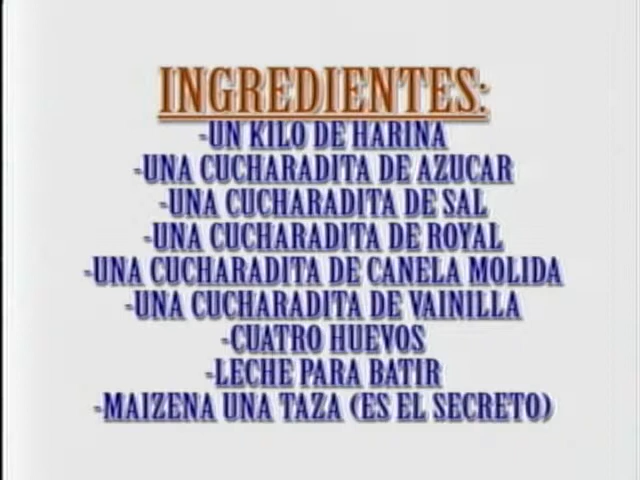 INGREDIENTES:
-UN KILO DE HARINA
-UNA CUCHARADITA DE AZUCAR
-UNA CUCHARADITA DE SAL
-UNA CUCHARADITA DE ROYAL
-UNA CUCHARADITA DE CANELA MOLIDA
-UNA CUCHARADITA DE VAINILLA
-CUATRO HUEVOS
-LECHE PARA BATIR
-MAIZENA UNA TAZA (ES EL SECRETO)